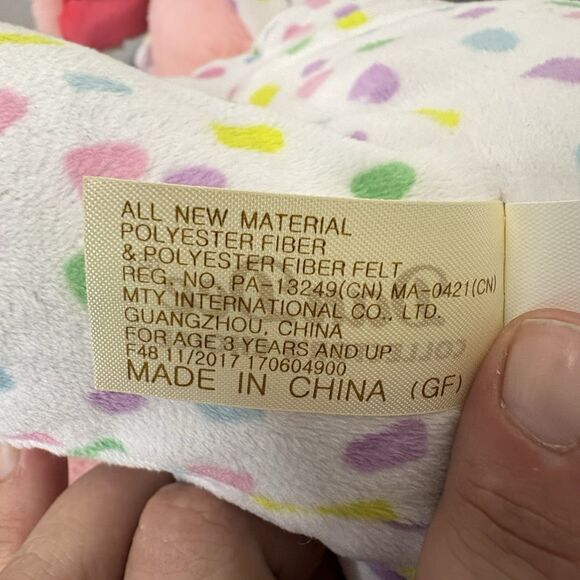 ALL NEW MATERIAL
POLYESTER FIBER
& POLYESTER FIBER FELT
REG. NO. PA-13249(CN) MA-0421(CN)
MTY INTERNATIONAL CO., LTD.
GUANGZHOU, CHINA
FOR AGE 3 YEARS AND UP
F48 11/2017 170604900
MADE IN CHINA (GF)